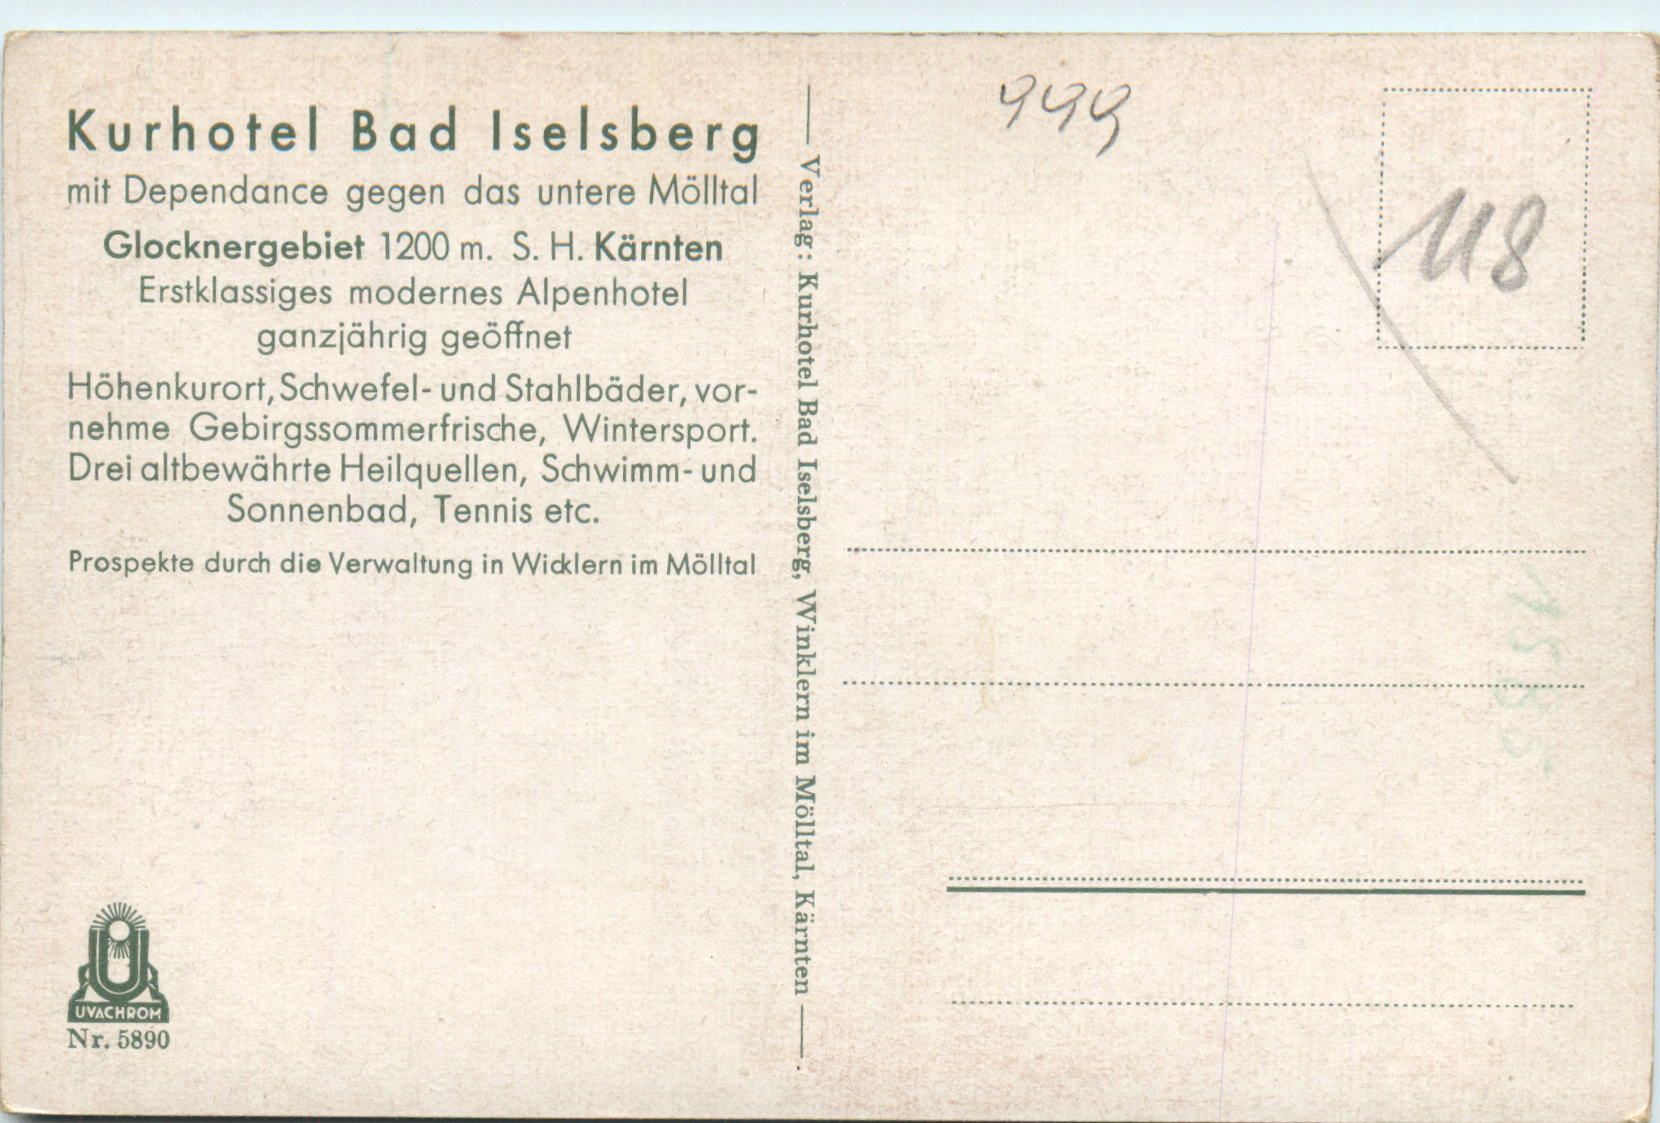 Kurhotel Bad Iselsberg
mit Dependance gegen das untere Mölltal
Glocknergebiet 1200 m. S. H. Kärnten
Erstklassiges modernes Alpenhotel
ganzjährig geöffnet
Höhenkurort, Schwefel- und Stahlbäder, vor-
nehme Gebirgssommerfrische, Wintersport.
Drei altbewährte Heilquellen, Schwimm- und
Sonnenbad, Tennis etc.
Prospekte durch die Verwaltung in Wicklern im Mölltal
UVACHROM
Nr. 5890
Verlag: Kurhotel Bad Iselsberg, Winklern im Mölltal, Kärnten
999
118